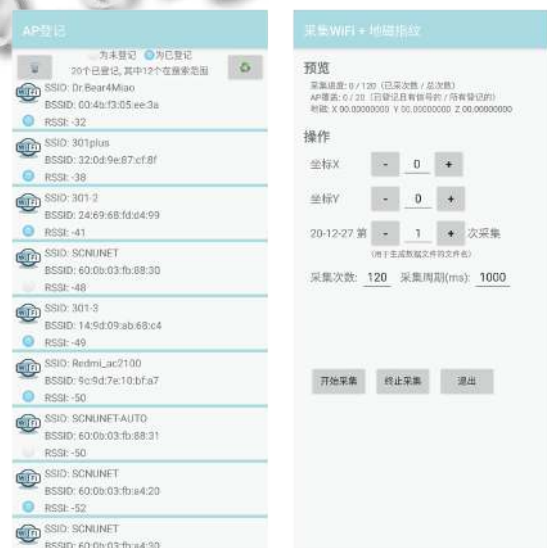 AP登记
为未登记 为已登记
20个已登记, 其中12个在搜索范围
SSID: Dr.Bear4Miao
BSSID: 00:4b:f3:05:ee:3a
RSSI: -32
SSID: 301plus
BSSID: 32:0d:9e:87:cf:8f
RSSI: -38
SSID: 301-2
BSSID: 24:69:68:fd:d4:99
RSSI: -41
SSID: SCNUNET
BSSID: 60:0b:03:fb:88:30
RSSI: -48
SSID: 301-3
BSSID: 14:9d:09:ab:68:c4
RSSI: -49
SSID: Redmi_ac2100
BSSID: 9c:9d:7e:10:bf:a7
RSSI: -50
SSID: SCNUNET-AUTO
BSSID: 60:0b:03:fb:88:31
RSSI: -50
SSID: SCNUNET
BSSID: 60:0b:03:fb:a4:20
RSSI: -52
SSID: SCNUNET
BSSID: 60:0b:03:fb:a4:30
采集WiFi + 地磁指纹
预览
采集进度: 0 / 120 (已采次数 / 总次数)
AP覆盖: 0 / 20 (已登记且有信号的 / 所有登记的)
地磁: X 00.00000000 Y 00.00000000 Z 00.00000000
操作
坐标X - 0 +
坐标Y - 0 +
20-12-27 第 - 1 + 次采集
(用于生成数据文件的文件名)
采集次数: 120 采集周期(ms): 1000
开始采集 终止采集 退出